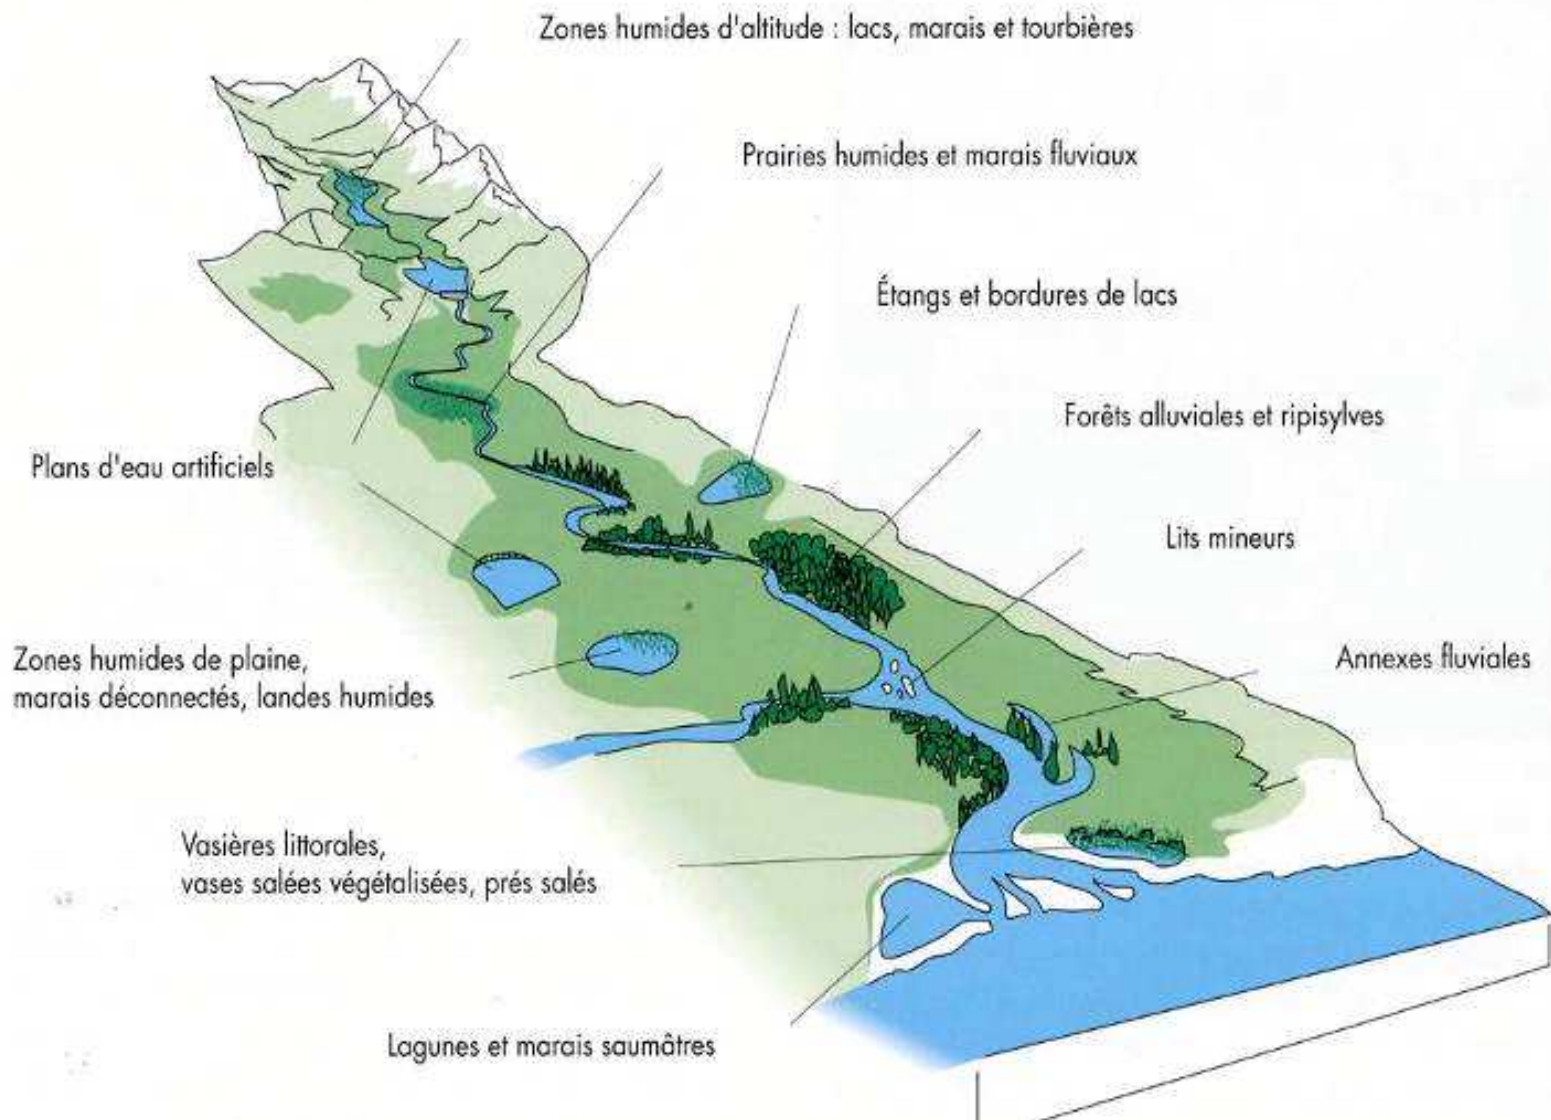 Zones humides d'altitude : lacs, marais et tourbières
Prairies humides et marais fluviaux
Étangs et bordures de lacs
Forêts alluviales et ripisylves
Plans d'eau artificiels
Lits mineurs
Zones humides de plaine,
marais déconnectés, landes humides
Annexes fluviales
Vasières littorales,
vases salées végétalisées, prés salés
Lagunes et marais saumâtres